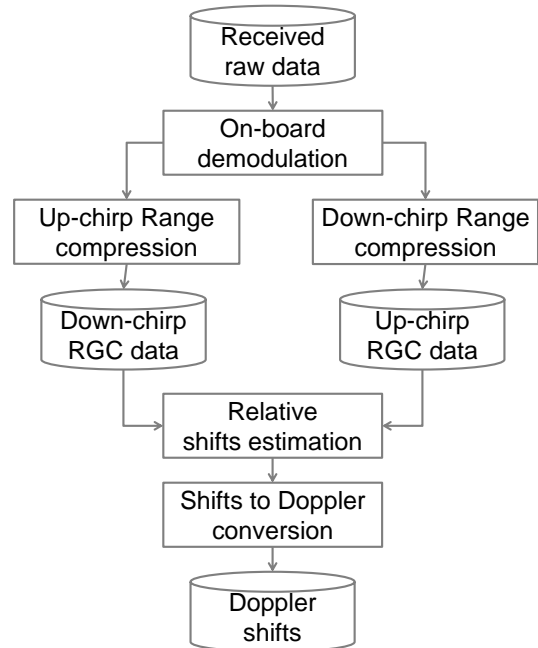 Received
raw data
On-board
demodulation
Up-chirp Range
compression
Down-chirp Range
compression
Down-chirp
RGC data
Up-chirp
RGC data
Relative
shifts estimation
Shifts to Doppler
conversion
Doppler
shifts